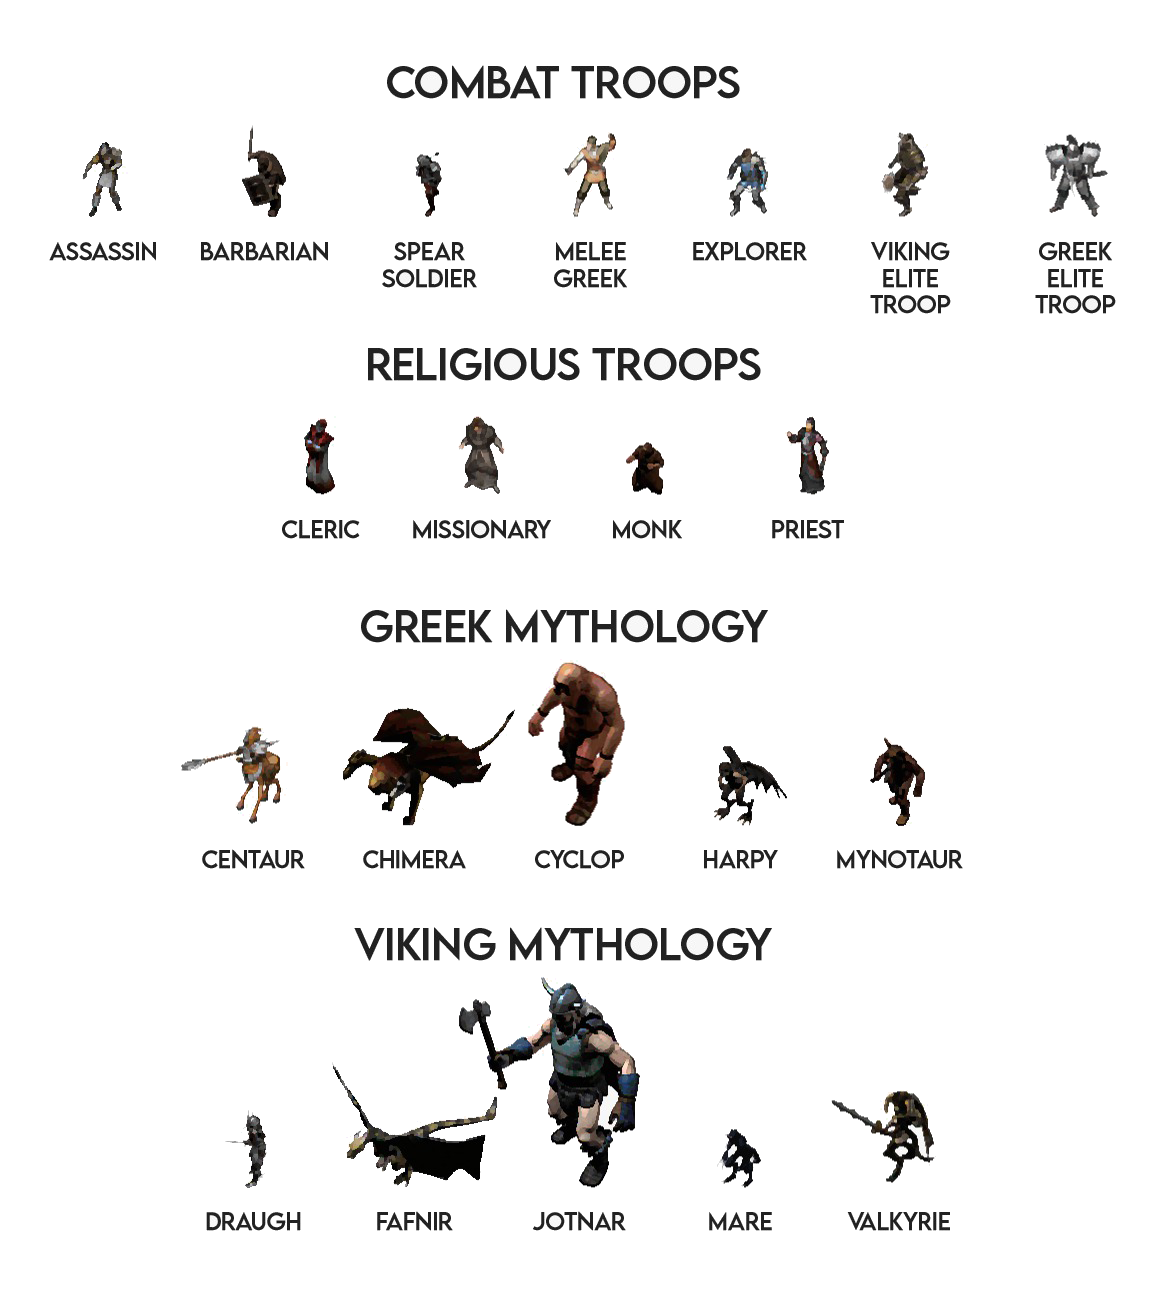 COMBAT TROOPS
ASSASSIN
BARBARIAN
SPEAR
SOLDIER
MELEE
GREEK
EXPLORER
VIKING
ELITE
TROOP
GREEK
ELITE
TROOP
RELIGIOUS TROOPS
CLERIC
MISSIONARY
MONK
PRIEST
GREEK MYTHOLOGY
CENTAUR
CHIMERA
CYCLOP
HARPY
MYNOTAUR
VIKING MYTHOLOGY
DRAUGH
FAFNIR
JOTNAR
MARE
VALKYRIE